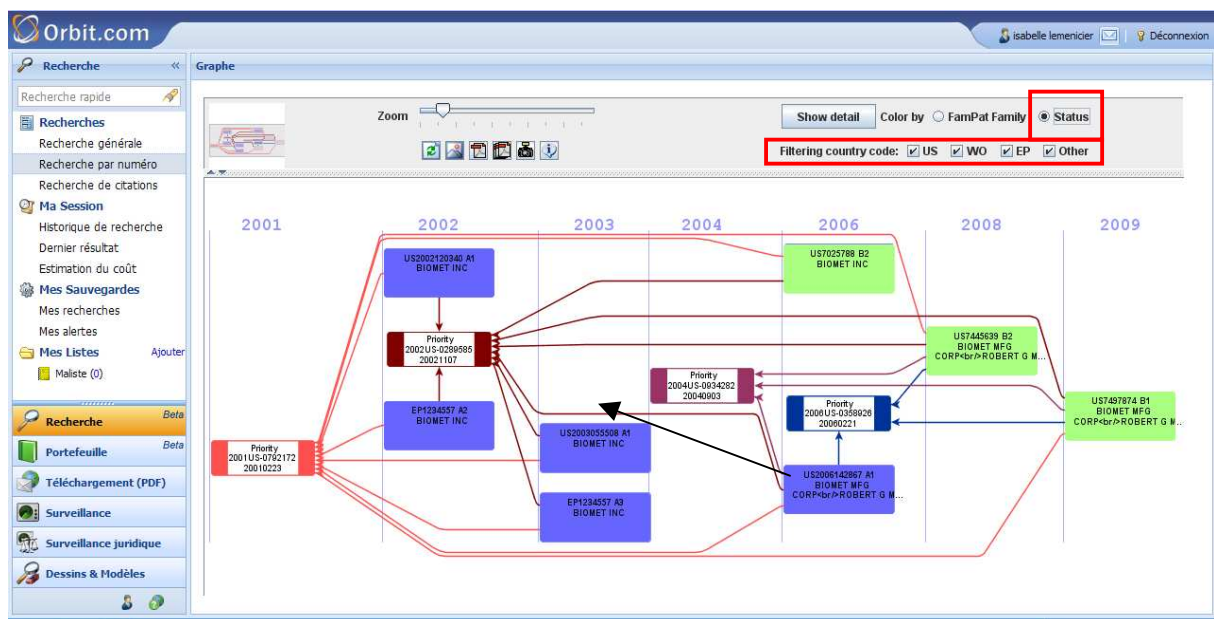 Orbit.com
isabelle lemenicier
Déconnexion
Recherche «
Graphe
Recherche rapide
Recherches
Recherche générale
Recherche par numéro
Recherche de citations
Ma Session
Historique de recherche
Dernier résultat
Estimation du coût
Mes Sauvegardes
Mes recherches
Mes alertes
Mes Listes Ajouter
Maliste (0)
Recherche Beta
Portefeuille Beta
Téléchargement (PDF)
Surveillance
Surveillance juridique
Dessins & Modèles
Zoom
Show detail Color by FamPat Family Status
Filtering country code: US WO EP Other
2001 2002 2003 2004 2006 2008 2009
US2002120340 A1
BIOMET INC
US7025788 B2
BIOMET INC
Priority
2002US-0289585
20021107
US7445639 B2
BIOMET MFG
CORP<br/>ROBERT G M...
Priority
2004US-0934282
20040903
EP1234557 A2
BIOMET INC
Priority
2006US-0358926
20060221
US7497874 B1
BIOMET MFG
CORP<br/>ROBERT G M...
Priority
2001US-0792172
20010223
US2003055508 A1
BIOMET INC
US2006142867 A1
BIOMET MFG
CORP<br/>ROBERT G M...
EP1234557 A3
BIOMET INC